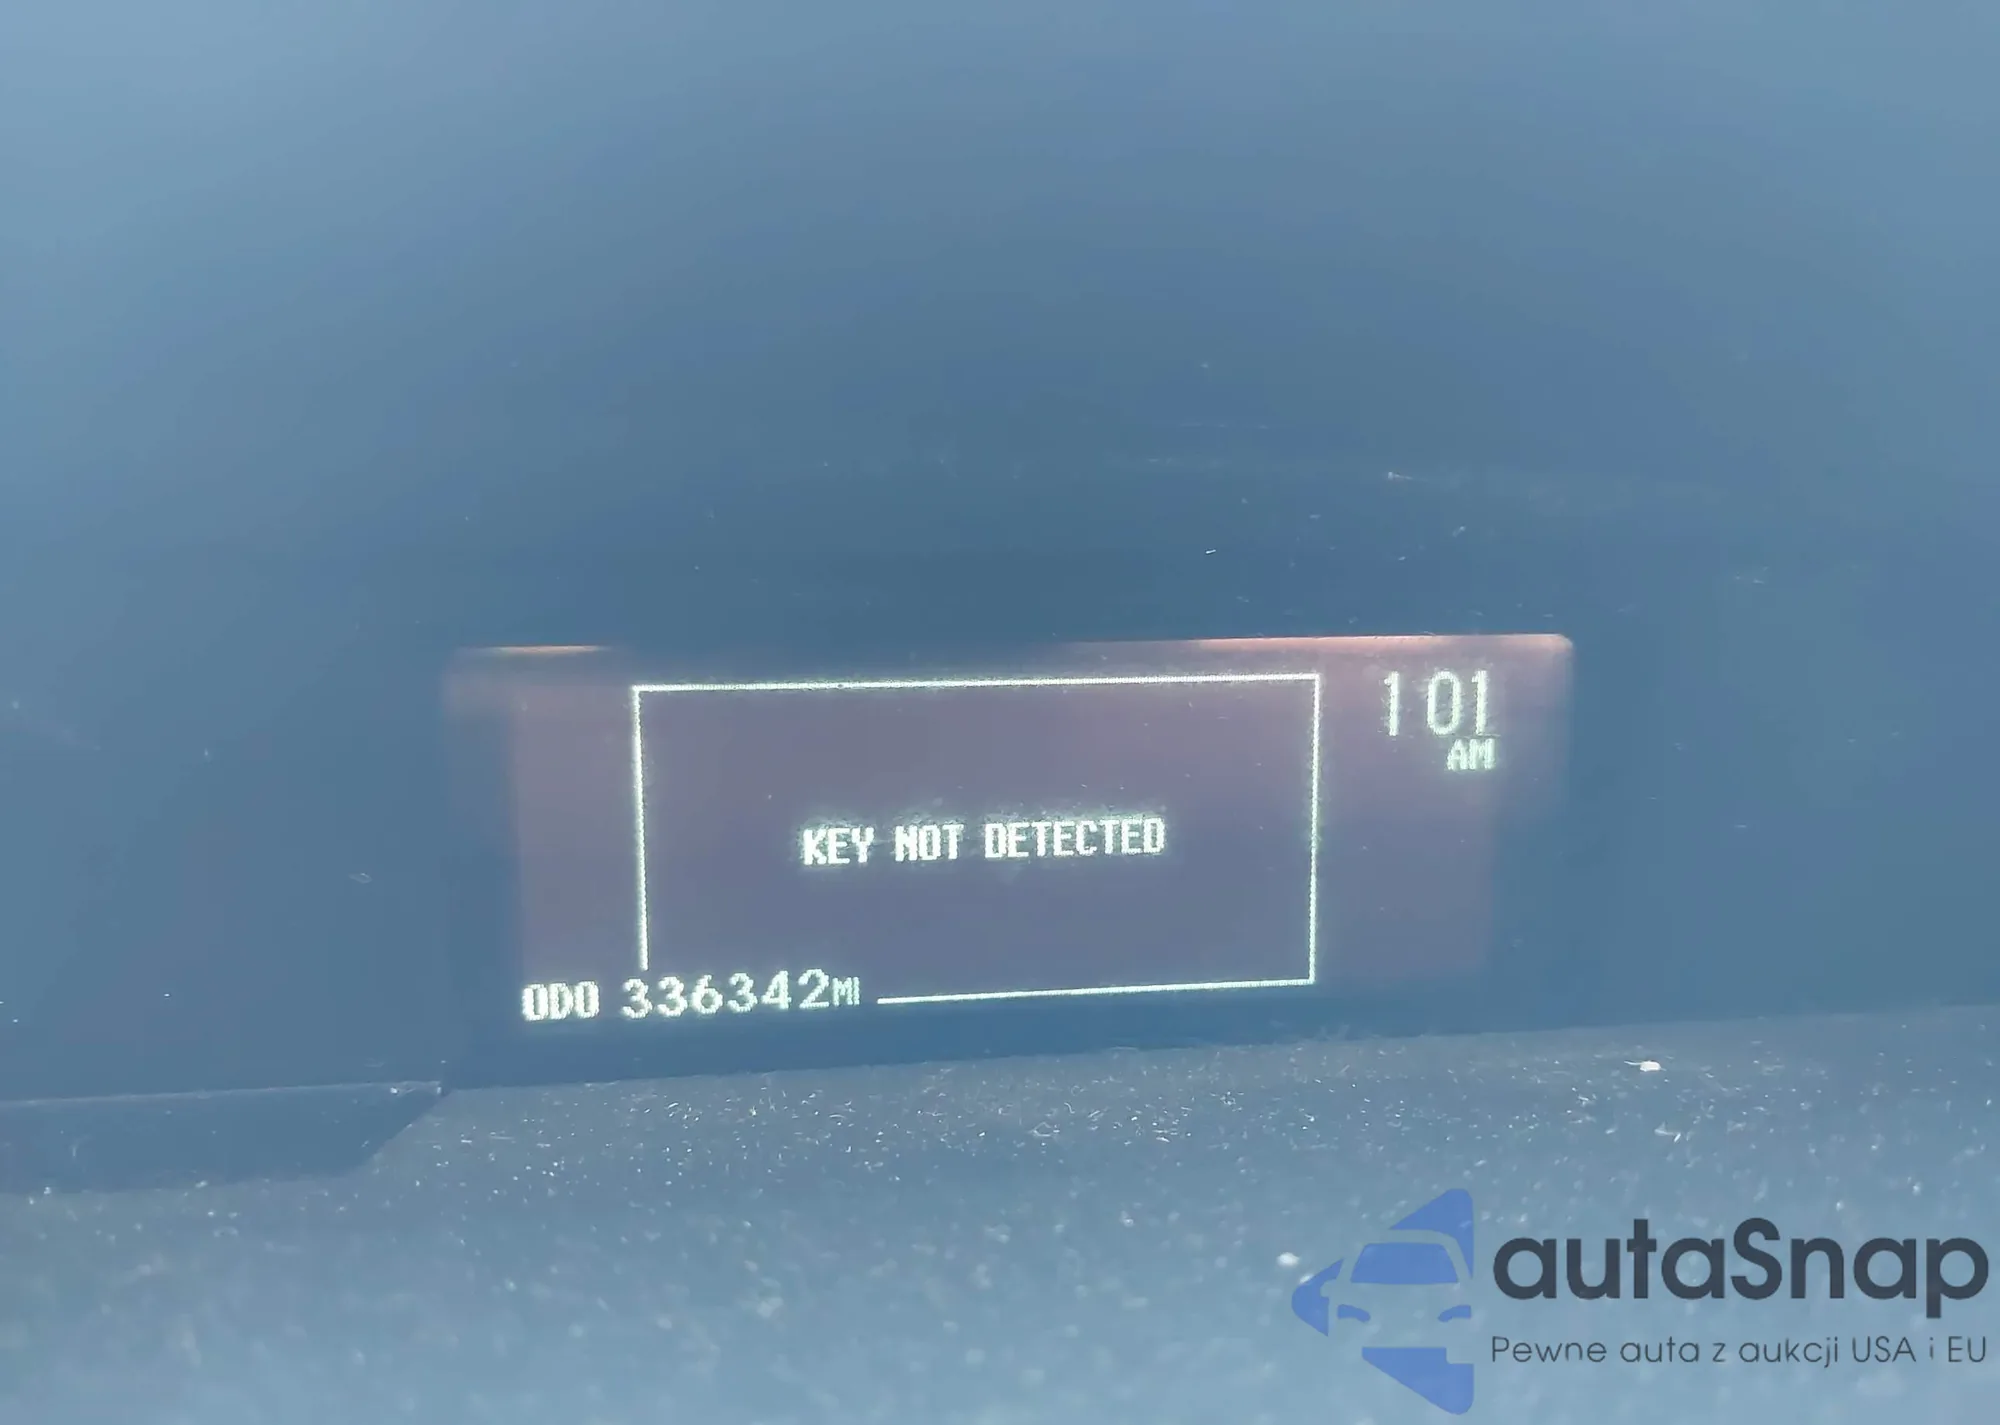 101
AM
KEY NOT DETECTED
ODO 336342MI
autaSnap
Pewne auta z aukcji USA i EU